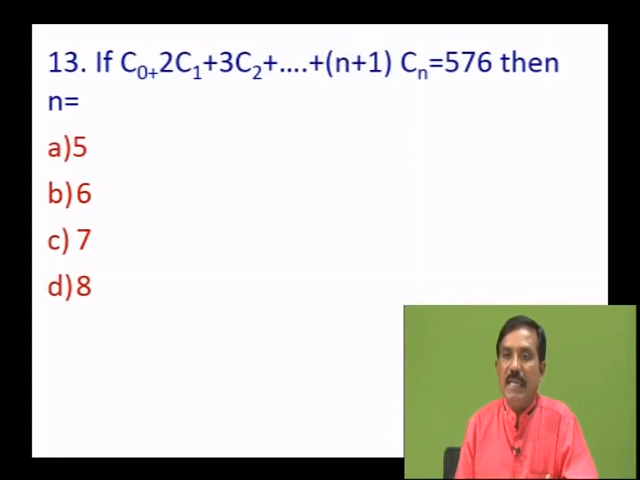 13. If C₀₊2C₁+3C₂+....+(n+1) Cₙ=576 then
n=
a)5
b)6
c) 7
d)8